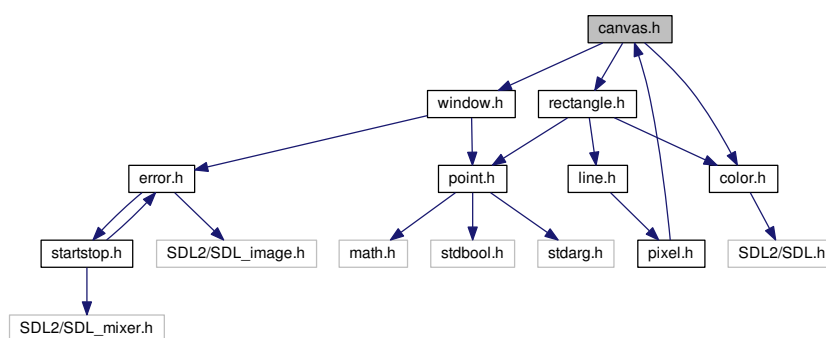 canvas.h
window.h
rectangle.h
error.h
point.h
line.h
color.h
startstop.h
SDL2/SDL_image.h
math.h
stdbool.h
stdarg.h
pixel.h
SDL2/SDL.h
SDL2/SDL_mixer.h